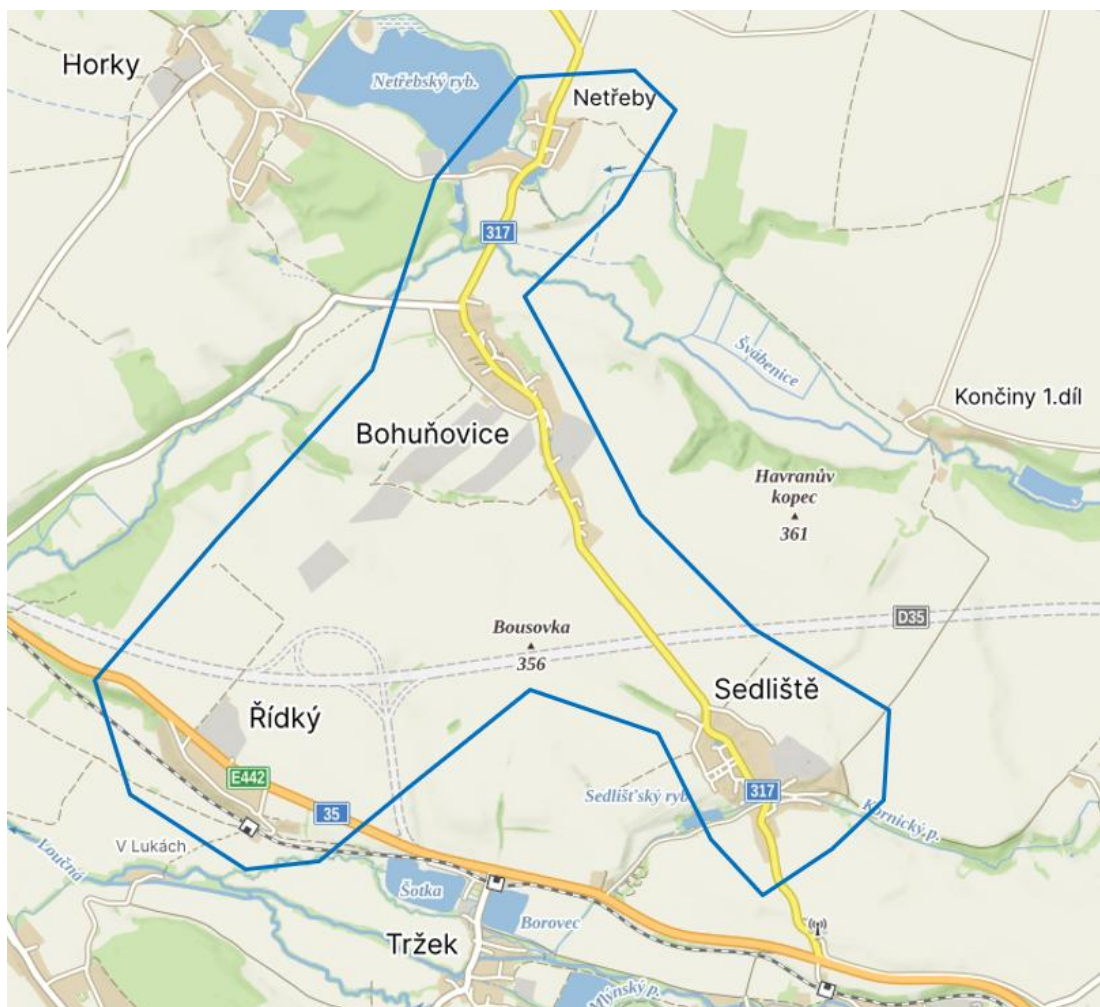 Horky
Netřebský ryb.
Netřeby
317
Švábenice
Končiny 1.díl
Bohuňovice
Havranův
kopec
361
D35
Bousovka
356
Sedliště
Řídký
E442
35
317
Sedlišťský ryb.
Kornický p.
V Lukách
Loučná
Šotka
Borovec
Tržek
Mlýnský p.